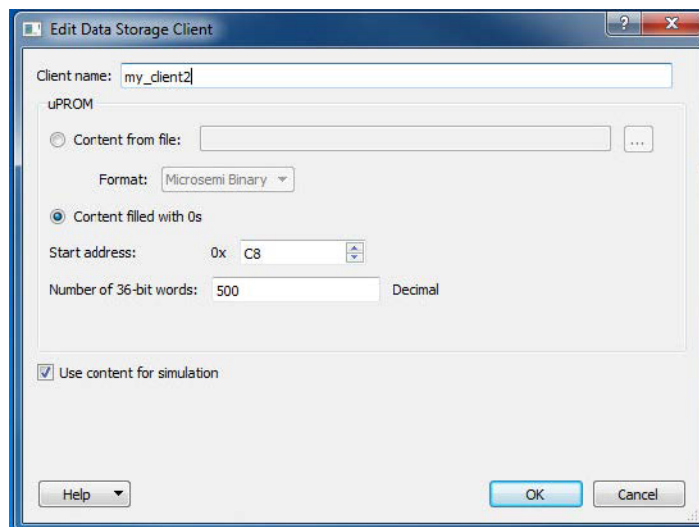 Edit Data Storage Client
?
Client name: my_client2
uPROM
Content from file: ...
Format: Microsemi Binary
Content filled with 0s
Start address: 0x C8
Number of 36-bit words: 500 Decimal
Use content for simulation
Help OK Cancel